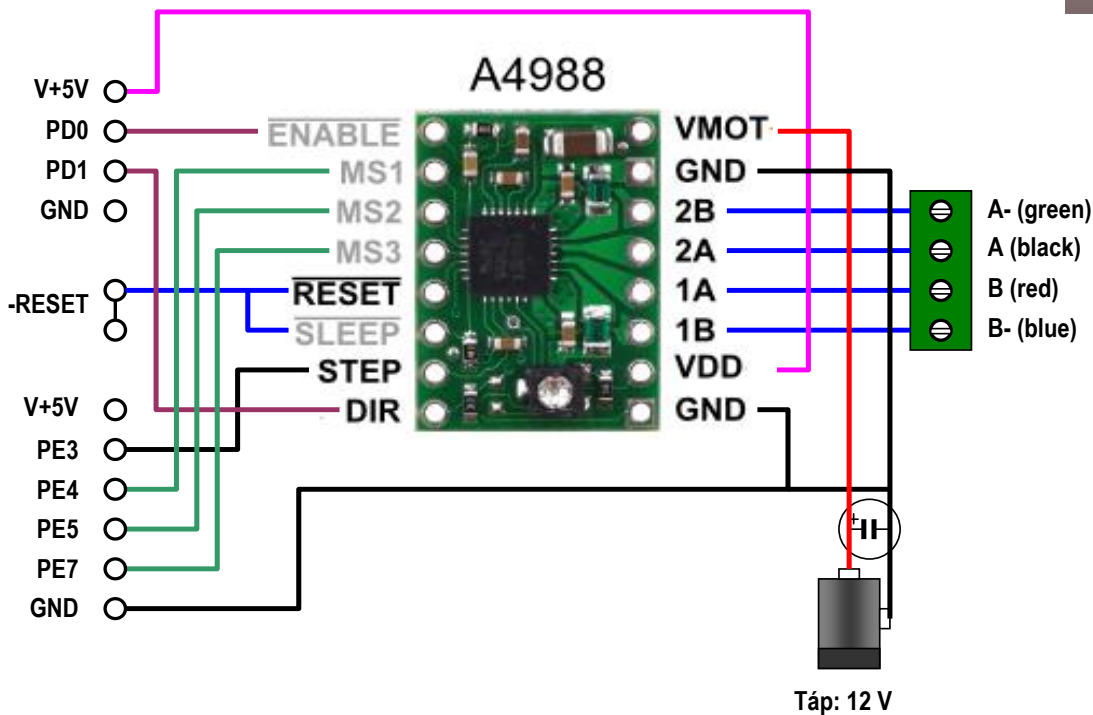 A4988
V+5V
PD0
PD1
GND
-RESET
V+5V
PE3
PE4
PE5
PE7
GND
ENABLE
MS1
MS2
MS3
RESET
SLEEP
STEP
DIR
VMOT
GND
2B
2A
1A
1B
VDD
GND
A- (green)
A (black)
B (red)
B- (blue)
+
Táp: 12 V